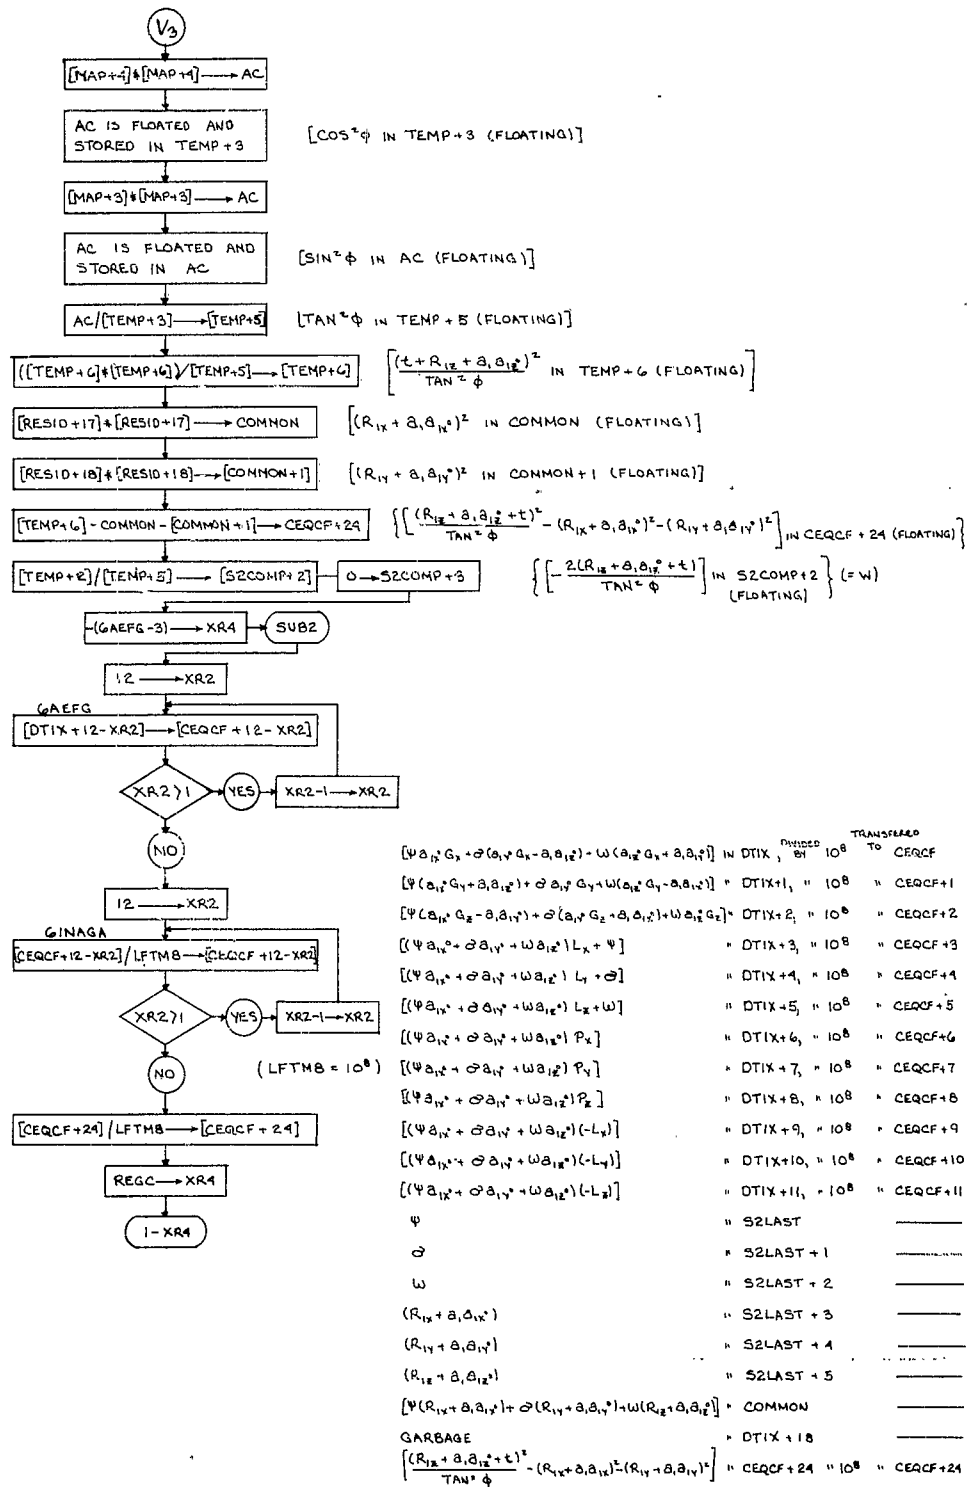 V₃
[MAP+4]*[MAP+4] → AC
AC IS FLOATED AND
STORED IN TEMP+3
[COS²φ IN TEMP+3 (FLOATING)]
[MAP+3]*[MAP+3] → AC
AC IS FLOATED AND
STORED IN AC
[SIN²φ IN AC (FLOATING)]
AC/[TEMP+3] → [TEMP+5]
[TAN²φ IN TEMP+5 (FLOATING)]
([TEMP+6]*[TEMP+6])/[TEMP+5] → [TEMP+6]
[(t + R₁z + a₁a₁z°)² / TAN²φ IN TEMP+6 (FLOATING)]
[RESID+17]*[RESID+17] → COMMON
[(R₁x + a₁a₁x°)² IN COMMON (FLOATING)]
[RESID+18]*[RESID+18] → [COMMON+1]
[(R₁y + a₁a₁y°)² IN COMMON+1 (FLOATING)]
[TEMP+6] - COMMON - [COMMON+1] → CEQCF+24
{[(R₁z + a₁a₁z° + t)² / TAN²φ - (R₁x + a₁a₁x°)² - (R₁y + a₁a₁y°)²] IN CEQCF+24 (FLOATING)}
[TEMP+2]/[TEMP+5] → [S2COMP+2]
0 → S2COMP+3
{[-2(R₁z + a₁a₁z° + t) / TAN²φ] IN S2COMP+2 (FLOATING)} (= W)
-(6AEFG-3) → XR4
SUB2
12 → XR2
6AEFG
[DTIX+12-XR2] → [CEQCF+12-XR2]
XR2>1
YES
XR2-1 → XR2
NO
12 → XR2
6INAGA
[CEQCF+12-XR2]/LFTM8 → [CEQCF+12-XR2]
XR2>1
YES
XR2-1 → XR2
NO
(LFTM8 = 10⁸)
[CEQCF+24]/LFTM8 → [CEQCF+24]
REGC → XR4
1-XR4
[Ψa₁x°Gx + ∂(a₁y°Gx - a₁a₁z°) + ω(a₁z°Gx + a₁a₁y°)] IN DTIX, DIVIDED BY 10⁸ TRANSFERRED TO CEQCF
[Ψ(a₁x°Gy + a₁a₁z°) + ∂a₁y°Gy + ω(a₁z°Gy - a₁a₁x°)] " DTIX+1, " 10⁸ " CEQCF+1
[Ψ(a₁x°Gz - a₁a₁y°) + ∂(a₁y°Gz + a₁a₁x°) + ωa₁z°Gz] " DTIX+2, " 10⁸ " CEQCF+2
[(Ψa₁x° + ∂a₁y° + ωa₁z°)Lx + Ψ] " DTIX+3, " 10⁸ " CEQCF+3
[(Ψa₁x° + ∂a₁y° + ωa₁z°)Ly + ∂] " DTIX+4, " 10⁸ " CEQCF+4
[(Ψa₁x° + ∂a₁y° + ωa₁z°)Lz + ω] " DTIX+5, " 10⁸ " CEQCF+5
[(Ψa₁x° + ∂a₁y° + ωa₁z°)Px] " DTIX+6, " 10⁸ " CEQCF+6
[(Ψa₁x° + ∂a₁y° + ωa₁z°)Py] " DTIX+7, " 10⁸ " CEQCF+7
[(Ψa₁x° + ∂a₁y° + ωa₁z°)Pz] " DTIX+8, " 10⁸ " CEQCF+8
[(Ψa₁x° + ∂a₁y° + ωa₁z°)(-Lx)] " DTIX+9, " 10⁸ " CEQCF+9
[(Ψa₁x° + ∂a₁y° + ωa₁z°)(-Ly)] " DTIX+10, " 10⁸ " CEQCF+10
[(Ψa₁x° + ∂a₁y° + ωa₁z°)(-Lz)] " DTIX+11, " 10⁸ " CEQCF+11
Ψ " S2LAST
∂ " S2LAST+1
ω " S2LAST+2
(R₁x + a₁a₁x°) " S2LAST+3
(R₁y + a₁a₁y°) " S2LAST+4
(R₁z + a₁a₁z°) " S2LAST+5
[Ψ(R₁x + a₁a₁x°) + ∂(R₁y + a₁a₁y°) + ω(R₁z + a₁a₁z°)] " COMMON
GARBAGE " DTIX+18
[(R₁z + a₁a₁z° + t)² / TAN²φ - (R₁x + a₁a₁x)² - (R₁y + a₁a₁y)²] " CEQCF+24 " 10⁸ " CEQCF+24